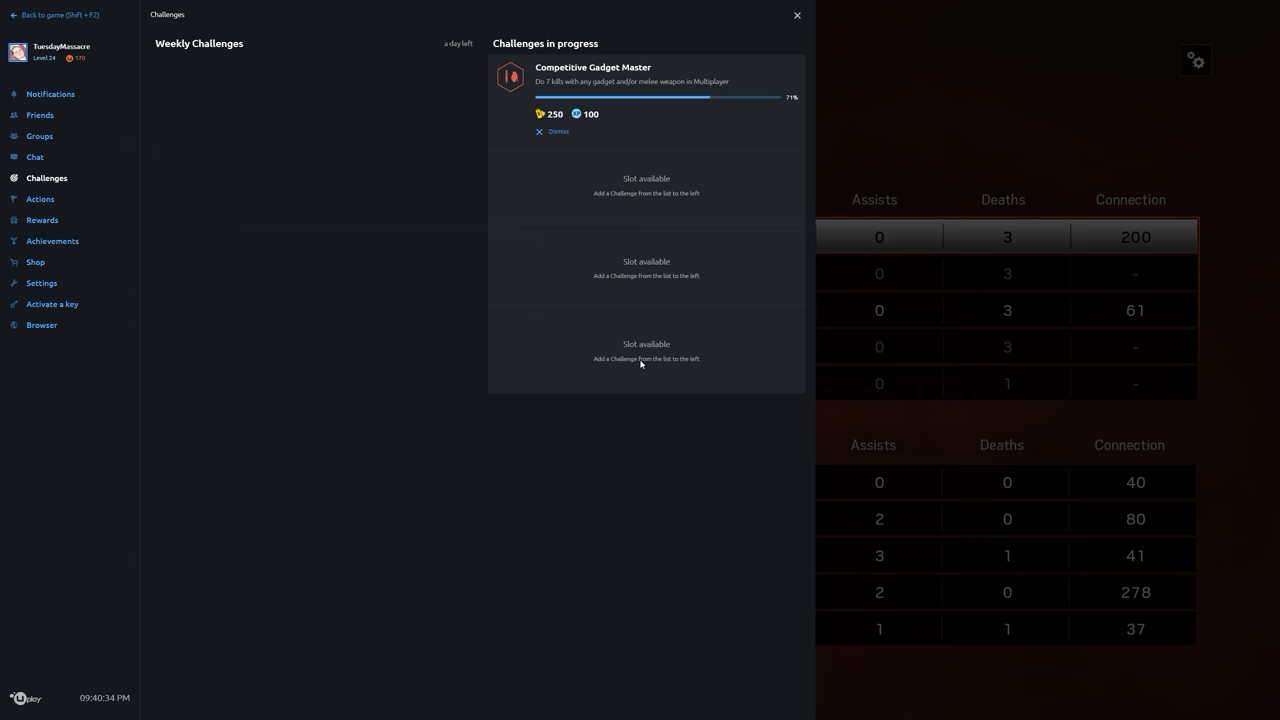 Back to game (Shift + F2)
TuesdayMassacre
Level 24 170
Notifications
Friends
Groups
Chat
Challenges
Actions
Rewards
Achievements
Shop
Settings
Activate a key
Browser
uplay 09:40:34 PM
Challenges
Weekly Challenges a day left
Challenges in progress
Competitive Gadget Master
Do 7 kills with any gadget and/or melee weapon in Multiplayer
71%
250 XP 100
Dismiss
Slot available
Add a Challenge from the list to the left
Slot available
Add a Challenge from the list to the left
Slot available
Add a Challenge from the list to the left
Assists Deaths Connection
0 3 200
0 3 -
0 3 61
0 3 -
0 1 -
Assists Deaths Connection
0 0 40
2 0 80
3 1 41
2 0 278
1 1 37